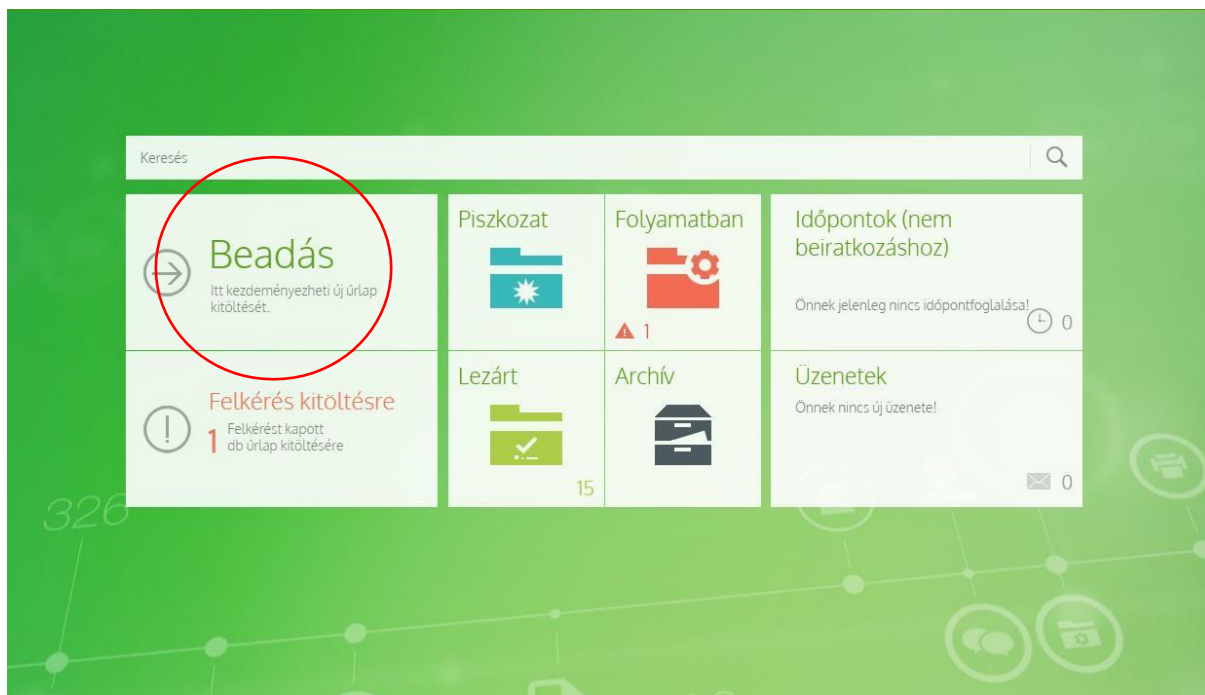 Keresés
Beadás
Itt kezdeményezheti új űrlap
kitöltését.
Piszkozat
Folyamatban
1
Időpontok (nem
beiratkozáshoz)
Önnek jelenleg nincs időpontfoglalása!
0
Felkérés kitöltésre
1 Felkérést kapott
db űrlap kitöltésére
Lezárt
15
Archív
Üzenetek
Önnek nincs új üzenete!
0
326